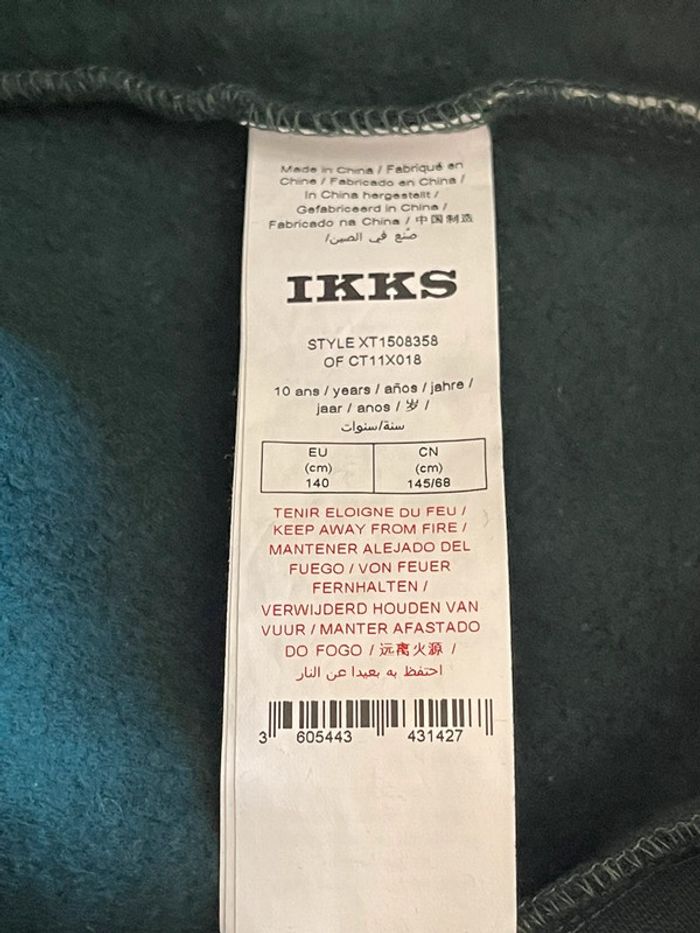 Made in China / Fabriqué en
Chine / Fabricado en China /
In China hergestellt /
Gefabriceerd in China /
Fabricado na China / 中国制造
صُنع في الصين/
IKKS
STYLE XT1508358
OF CT11X018
10 ans / years / años / jahre /
jaar / anos / 岁 /
سنة/سنوات
EU CN
(cm) (cm)
140 145/68
TENIR ELOIGNE DU FEU /
KEEP AWAY FROM FIRE /
MANTENER ALEJADO DEL
FUEGO / VON FEUER
FERNHALTEN /
VERWIJDERD HOUDEN VAN
VUUR / MANTER AFASTADO
DO FOGO / 远离火源 /
احتفظ به بعيدا عن النار
3 605443 431427